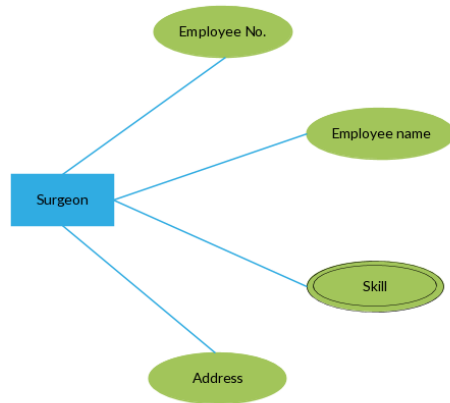 Employee No.
Employee name
Surgeon
Skill
Address